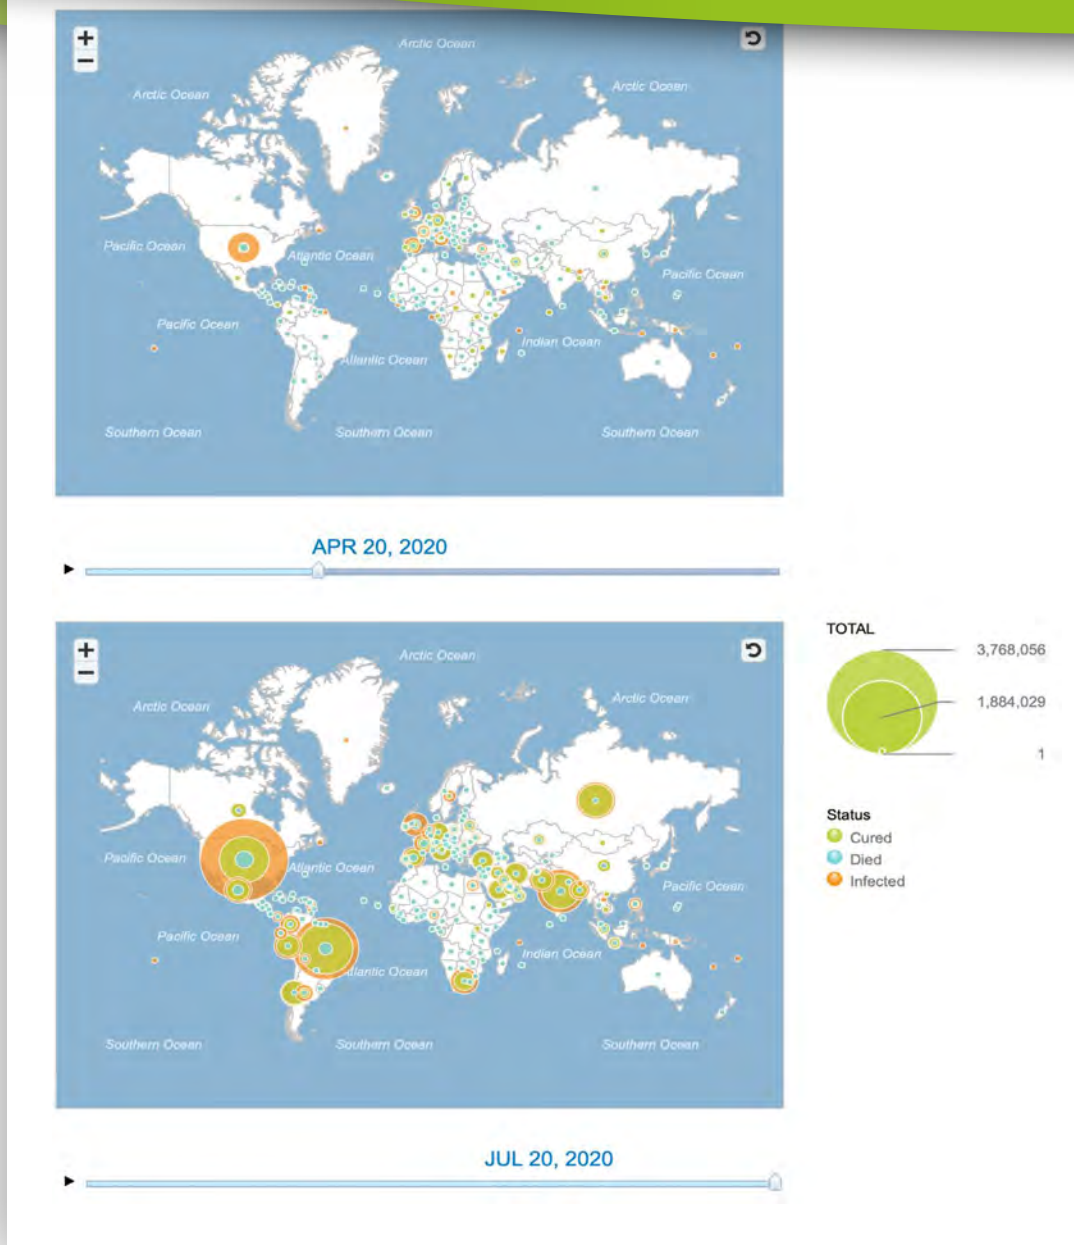 +
−
Arctic Ocean
Arctic Ocean
Arctic Ocean
Pacific Ocean
Atlantic Ocean
Pacific Ocean
Pacific Ocean
Indian Ocean
Atlantic Ocean
Southern Ocean
Southern Ocean
Southern Ocean
APR 20, 2020
+
−
Arctic Ocean
Arctic Ocean
Arctic Ocean
Pacific Ocean
Atlantic Ocean
Pacific Ocean
Pacific Ocean
Indian Ocean
Atlantic Ocean
Southern Ocean
Southern Ocean
Southern Ocean
JUL 20, 2020
TOTAL
3,768,056
1,884,029
1
Status
Cured
Died
Infected